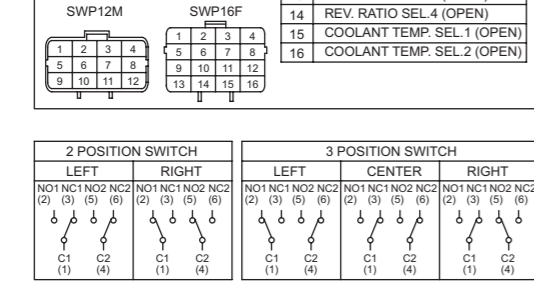 SWP12M SWP16F
1 2 3 4
5 6 7 8
9 10 11 12
1 2 3 4
5 6 7 8
9 10 11 12
13 14 15 16
14 REV. RATIO SEL.4 (OPEN)
15 COOLANT TEMP. SEL.1 (OPEN)
16 COOLANT TEMP. SEL.2 (OPEN)
2 POSITION SWITCH 3 POSITION SWITCH
LEFT RIGHT LEFT CENTER RIGHT
NO1 NC1 NO2 NC2 NO1 NC1 NO2 NC2 NO1 NC1 NO2 NC2 NO1 NC1 NO2 NC2 NO1 NC1 NO2 NC2
(2) (3) (5) (6) (2) (3) (5) (6) (2) (3) (5) (6) (2) (3) (5) (6) (2) (3) (5) (6)
C1 C2 C1 C2 C1 C2 C1 C2 C1 C2
(1) (4) (1) (4) (1) (4) (1) (4) (1) (4)